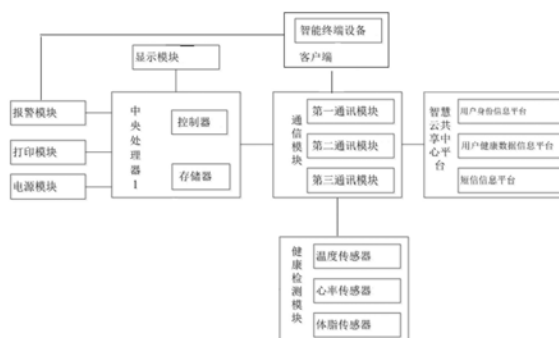 智能终端设备
客户端
显示模块
报警模块
打印模块
电源模块
中央处理器1
控制器
存储器
通信模块
第一通讯模块
第二通讯模块
第三通讯模块
智慧云共享中心平台
用户身份信息平台
用户健康数据信息平台
短信信息平台
健康检测模块
温度传感器
心率传感器
体脂传感器